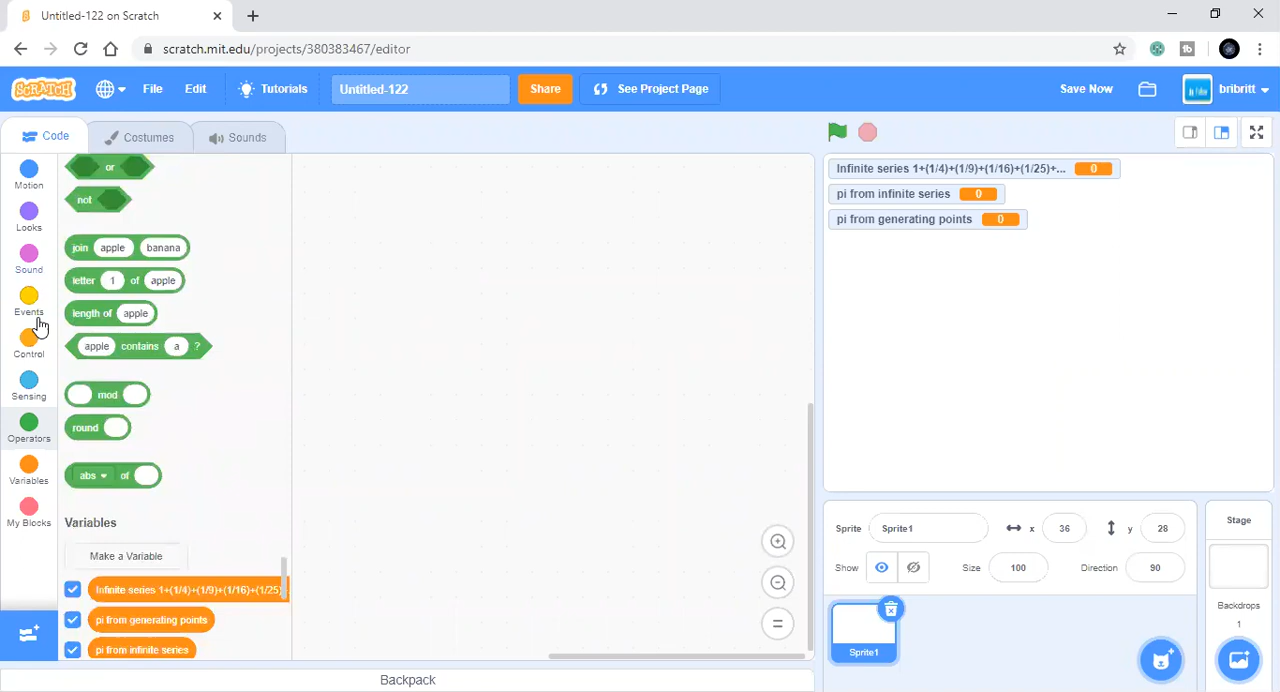 Untitled-122 on Scratch
scratch.mit.edu/projects/380383467/editor
SCRATCH File Edit Tutorials Untitled-122 Share See Project Page Save Now bribritt
Code Costumes Sounds
Motion
Looks
Sound
Events
Control
Sensing
Operators
Variables
My Blocks
or
not
join apple banana
letter 1 of apple
length of apple
apple contains a ?
mod
round
abs of
Variables
Make a Variable
Infinite series 1+(1/4)+(1/9)+(1/16)+(1/25)
pi from generating points
pi from infinite series
Backpack
Infinite series 1+(1/4)+(1/9)+(1/16)+(1/25)+... 0
pi from infinite series 0
pi from generating points 0
Sprite Sprite1 x 36 y 28
Show Size 100 Direction 90
Sprite1
Stage
Backdrops
1